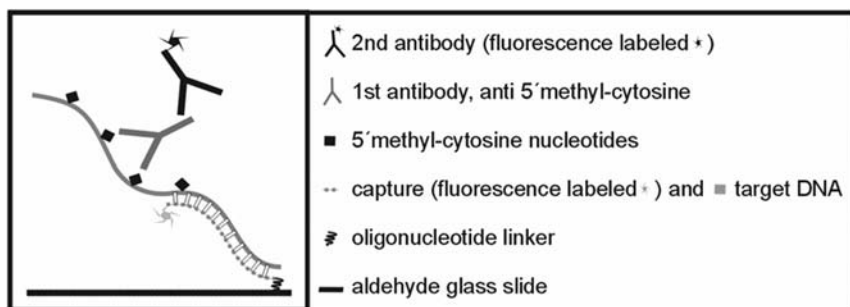 2nd antibody (fluorescence labeled ★)
1st antibody, anti 5´methyl-cytosine
5´methyl-cytosine nucleotides
capture (fluorescence labeled ★) and ■ target DNA
oligonucleotide linker
aldehyde glass slide